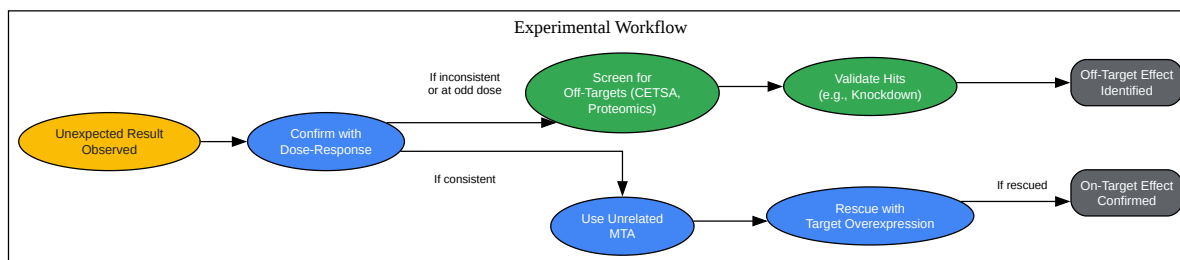 Experimental Workflow
Unexpected Result
Observed
Confirm with
Dose-Response
If inconsistent
or at odd dose
Screen for
Off-Targets (CETSA,
Proteomics)
Validate Hits
(e.g., Knockdown)
Off-Target Effect
Identified
If consistent
Use Unrelated
MTA
Rescue with
Target Overexpression
If rescued
On-Target Effect
Confirmed